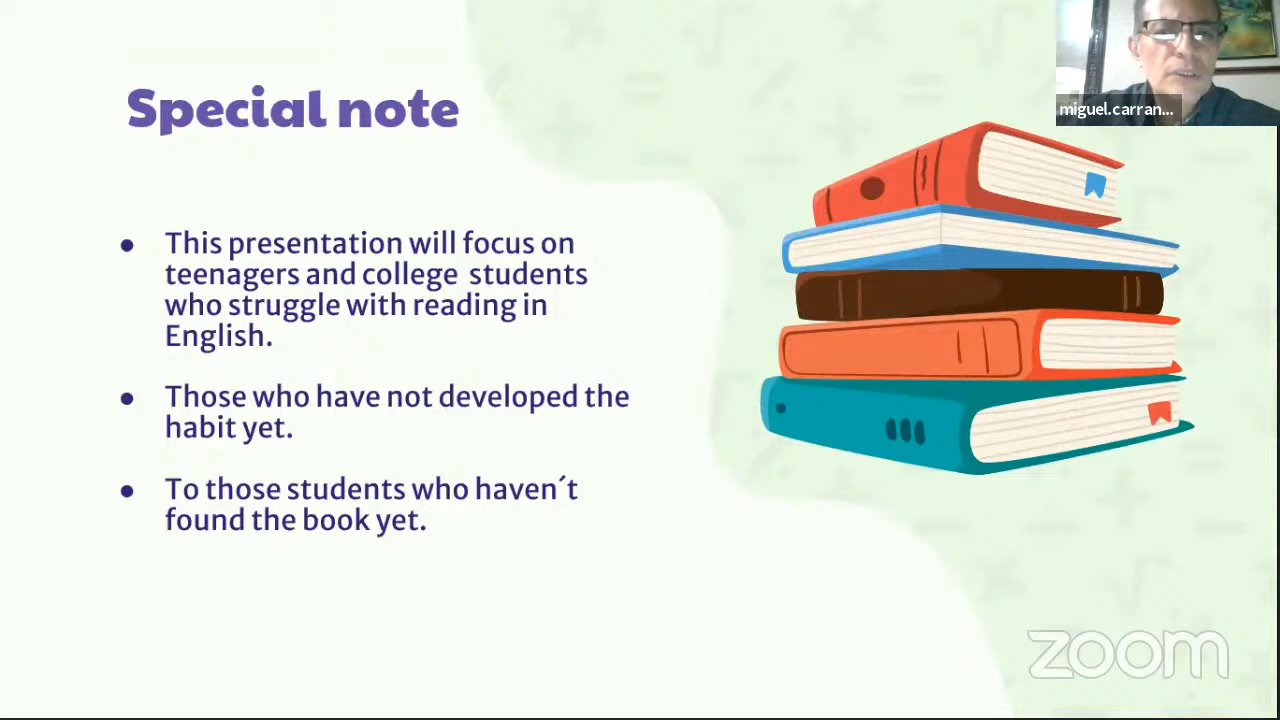 Special note
miguel.carran...
● This presentation will focus on
teenagers and college students
who struggle with reading in
English.
● Those who have not developed the
habit yet.
● To those students who haven´t
found the book yet.
zoom